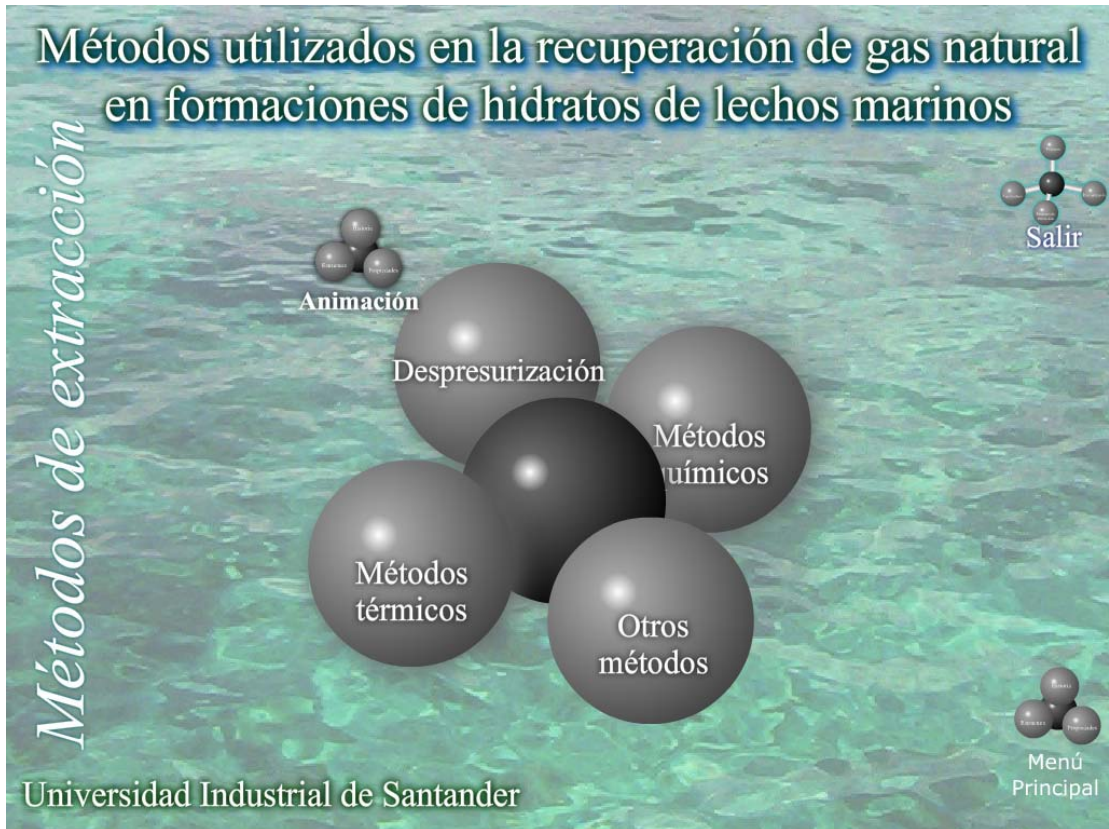 Métodos utilizados en la recuperación de gas natural
en formaciones de hidratos de lechos marinos
Métodos de extracción
Salir
Animación
Despresurización
Métodos
químicos
Métodos
térmicos
Otros
métodos
Menú
Principal
Universidad Industrial de Santander